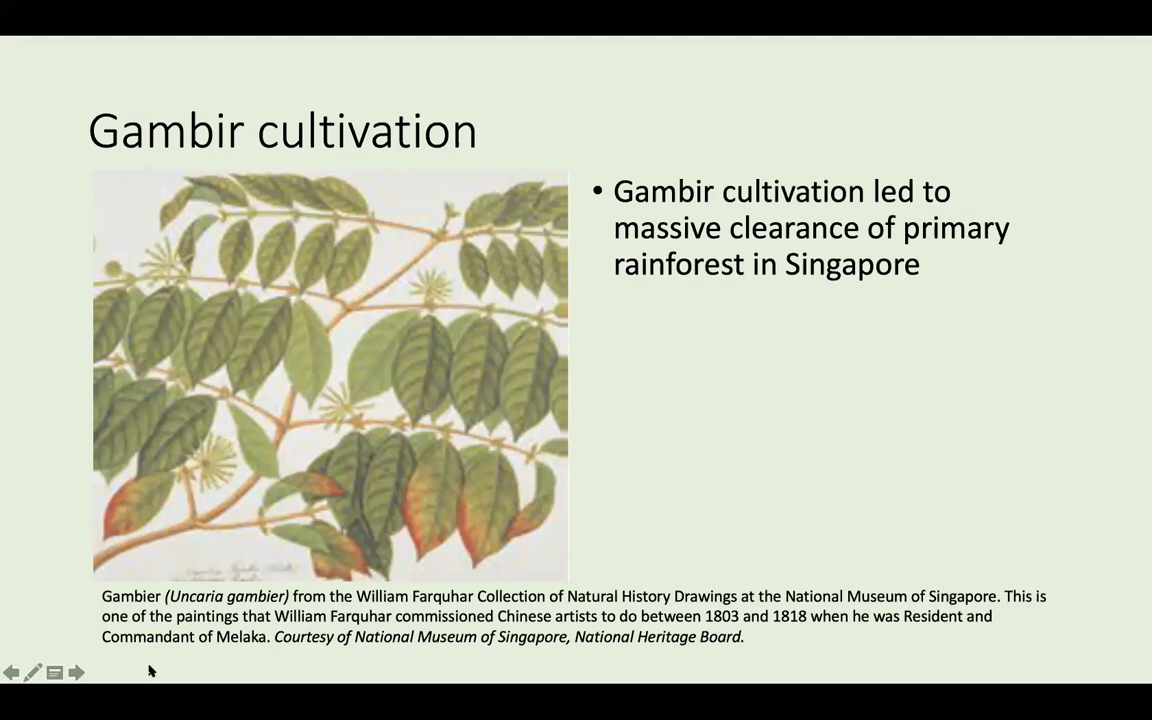 Gambir cultivation
• Gambir cultivation led to
massive clearance of primary
rainforest in Singapore
Gambier (Uncaria gambier) from the William Farquhar Collection of Natural History Drawings at the National Museum of Singapore. This is
one of the paintings that William Farquhar commissioned Chinese artists to do between 1803 and 1818 when he was Resident and
Commandant of Melaka. Courtesy of National Museum of Singapore, National Heritage Board.